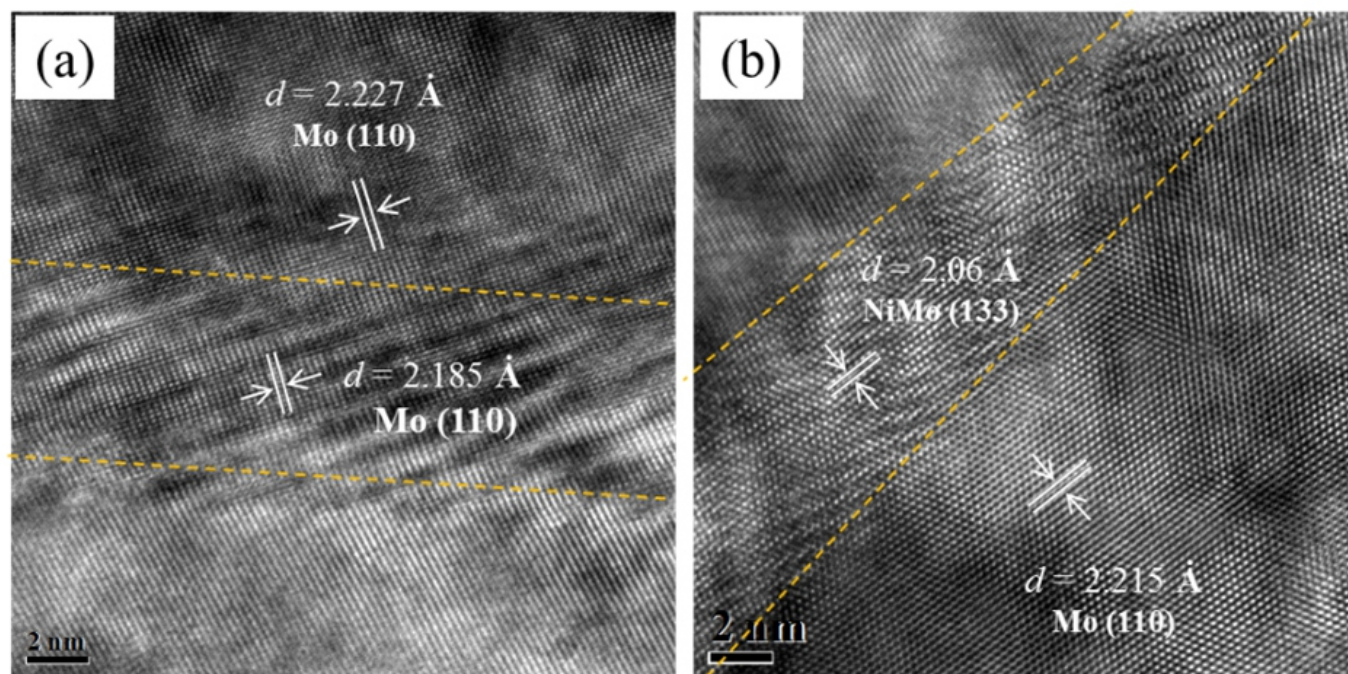 (a)
d = 2.227 Å
Mo (110)
d = 2.185 Å
Mo (110)
2 nm
(b)
d = 2.06 Å
NiMo (133)
d = 2.215 Å
Mo (110)
2 nm